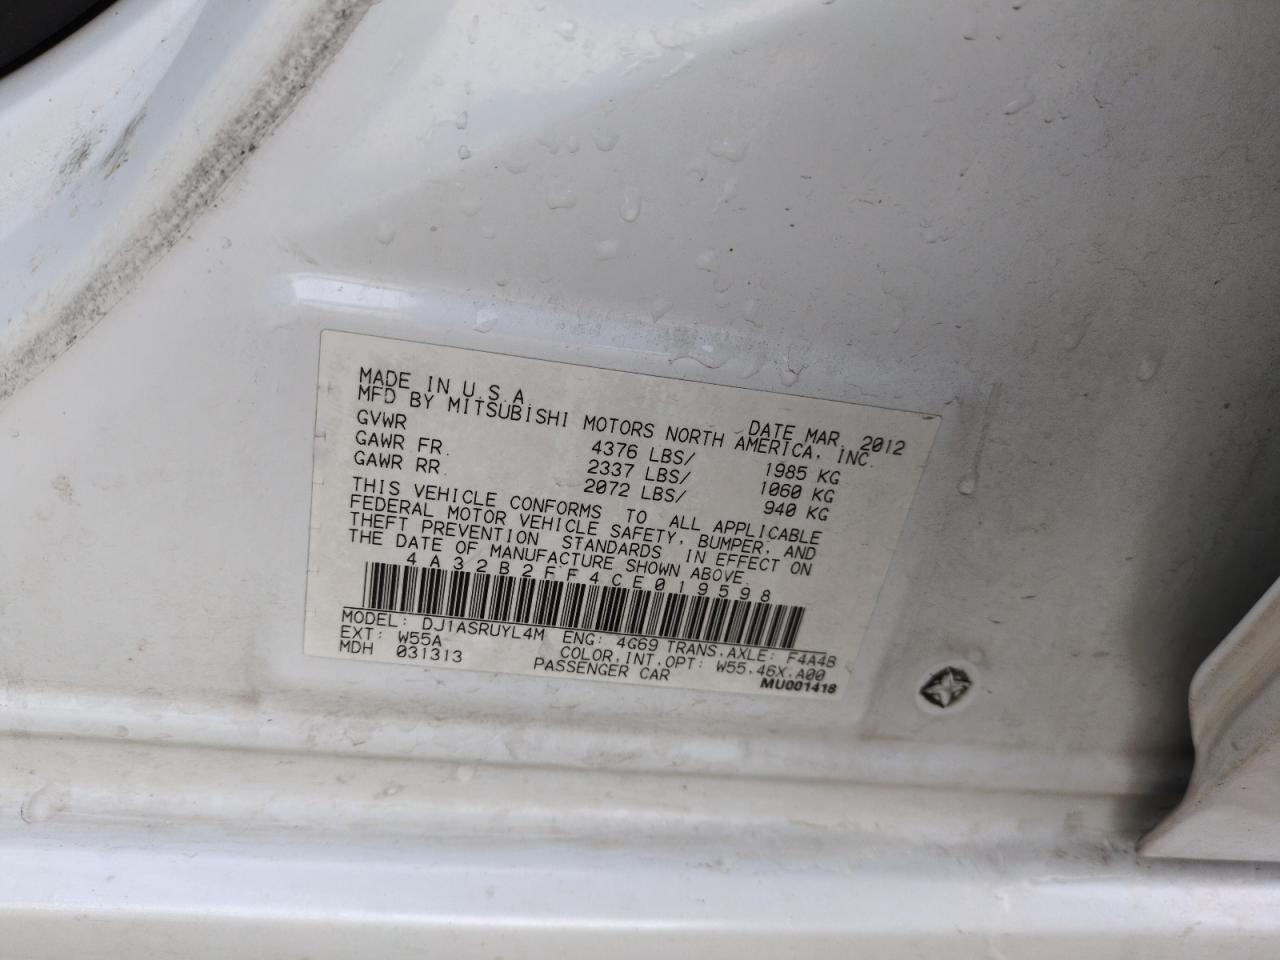 MADE IN U.S.A. DATE MAR. 2012
MFD BY MITSUBISHI MOTORS NORTH AMERICA, INC.
GVWR 4376 LBS/ 1985 KG
GAWR FR. 2337 LBS/ 1060 KG
GAWR RR. 2072 LBS/ 940 KG
THIS VEHICLE CONFORMS TO ALL APPLICABLE
FEDERAL MOTOR VEHICLE SAFETY, BUMPER, AND
THEFT PREVENTION STANDARDS IN EFFECT ON
THE DATE OF MANUFACTURE SHOWN ABOVE.
4A32B2FF4CE019598
MODEL: DJ1ASRUYL4M ENG: 4G69 TRANS.AXLE: F4A4B
EXT: W55A COLOR.INT.OPT: W55.46X.A00
MDH 031313 PASSENGER CAR
MU001418